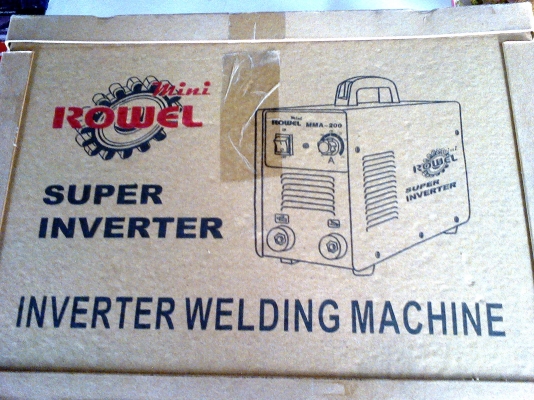 Mini
ROWEL
SUPER
INVERTER
mini
ROWEL MMA-200
A
ROWEL
SUPER
INVERTER
INVERTER WELDING MACHINE